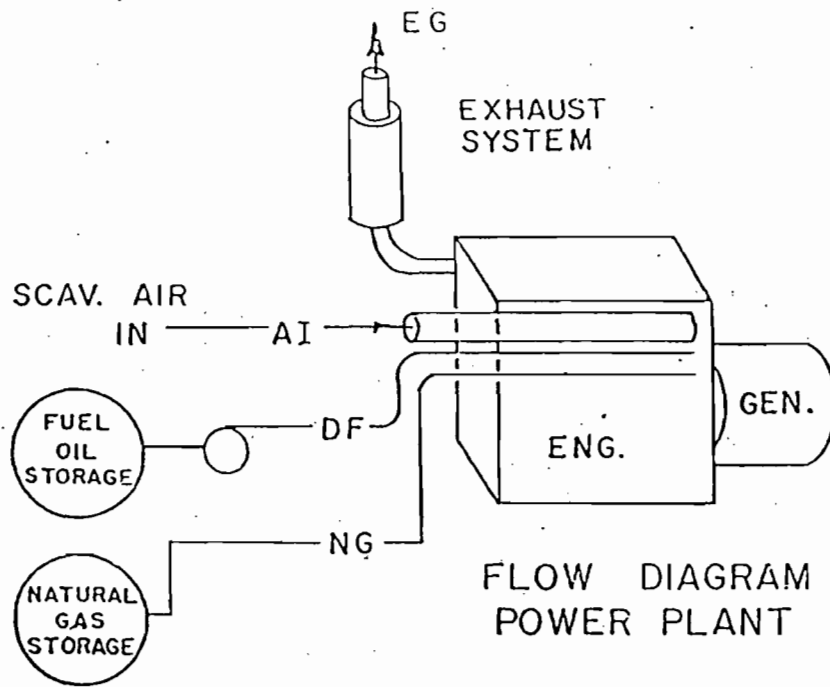 EG
EXHAUST
SYSTEM
SCAV. AIR
IN
AI
FUEL
OIL
STORAGE
DF
GEN.
ENG.
NG
NATURAL
GAS
STORAGE
FLOW DIAGRAM
POWER PLANT